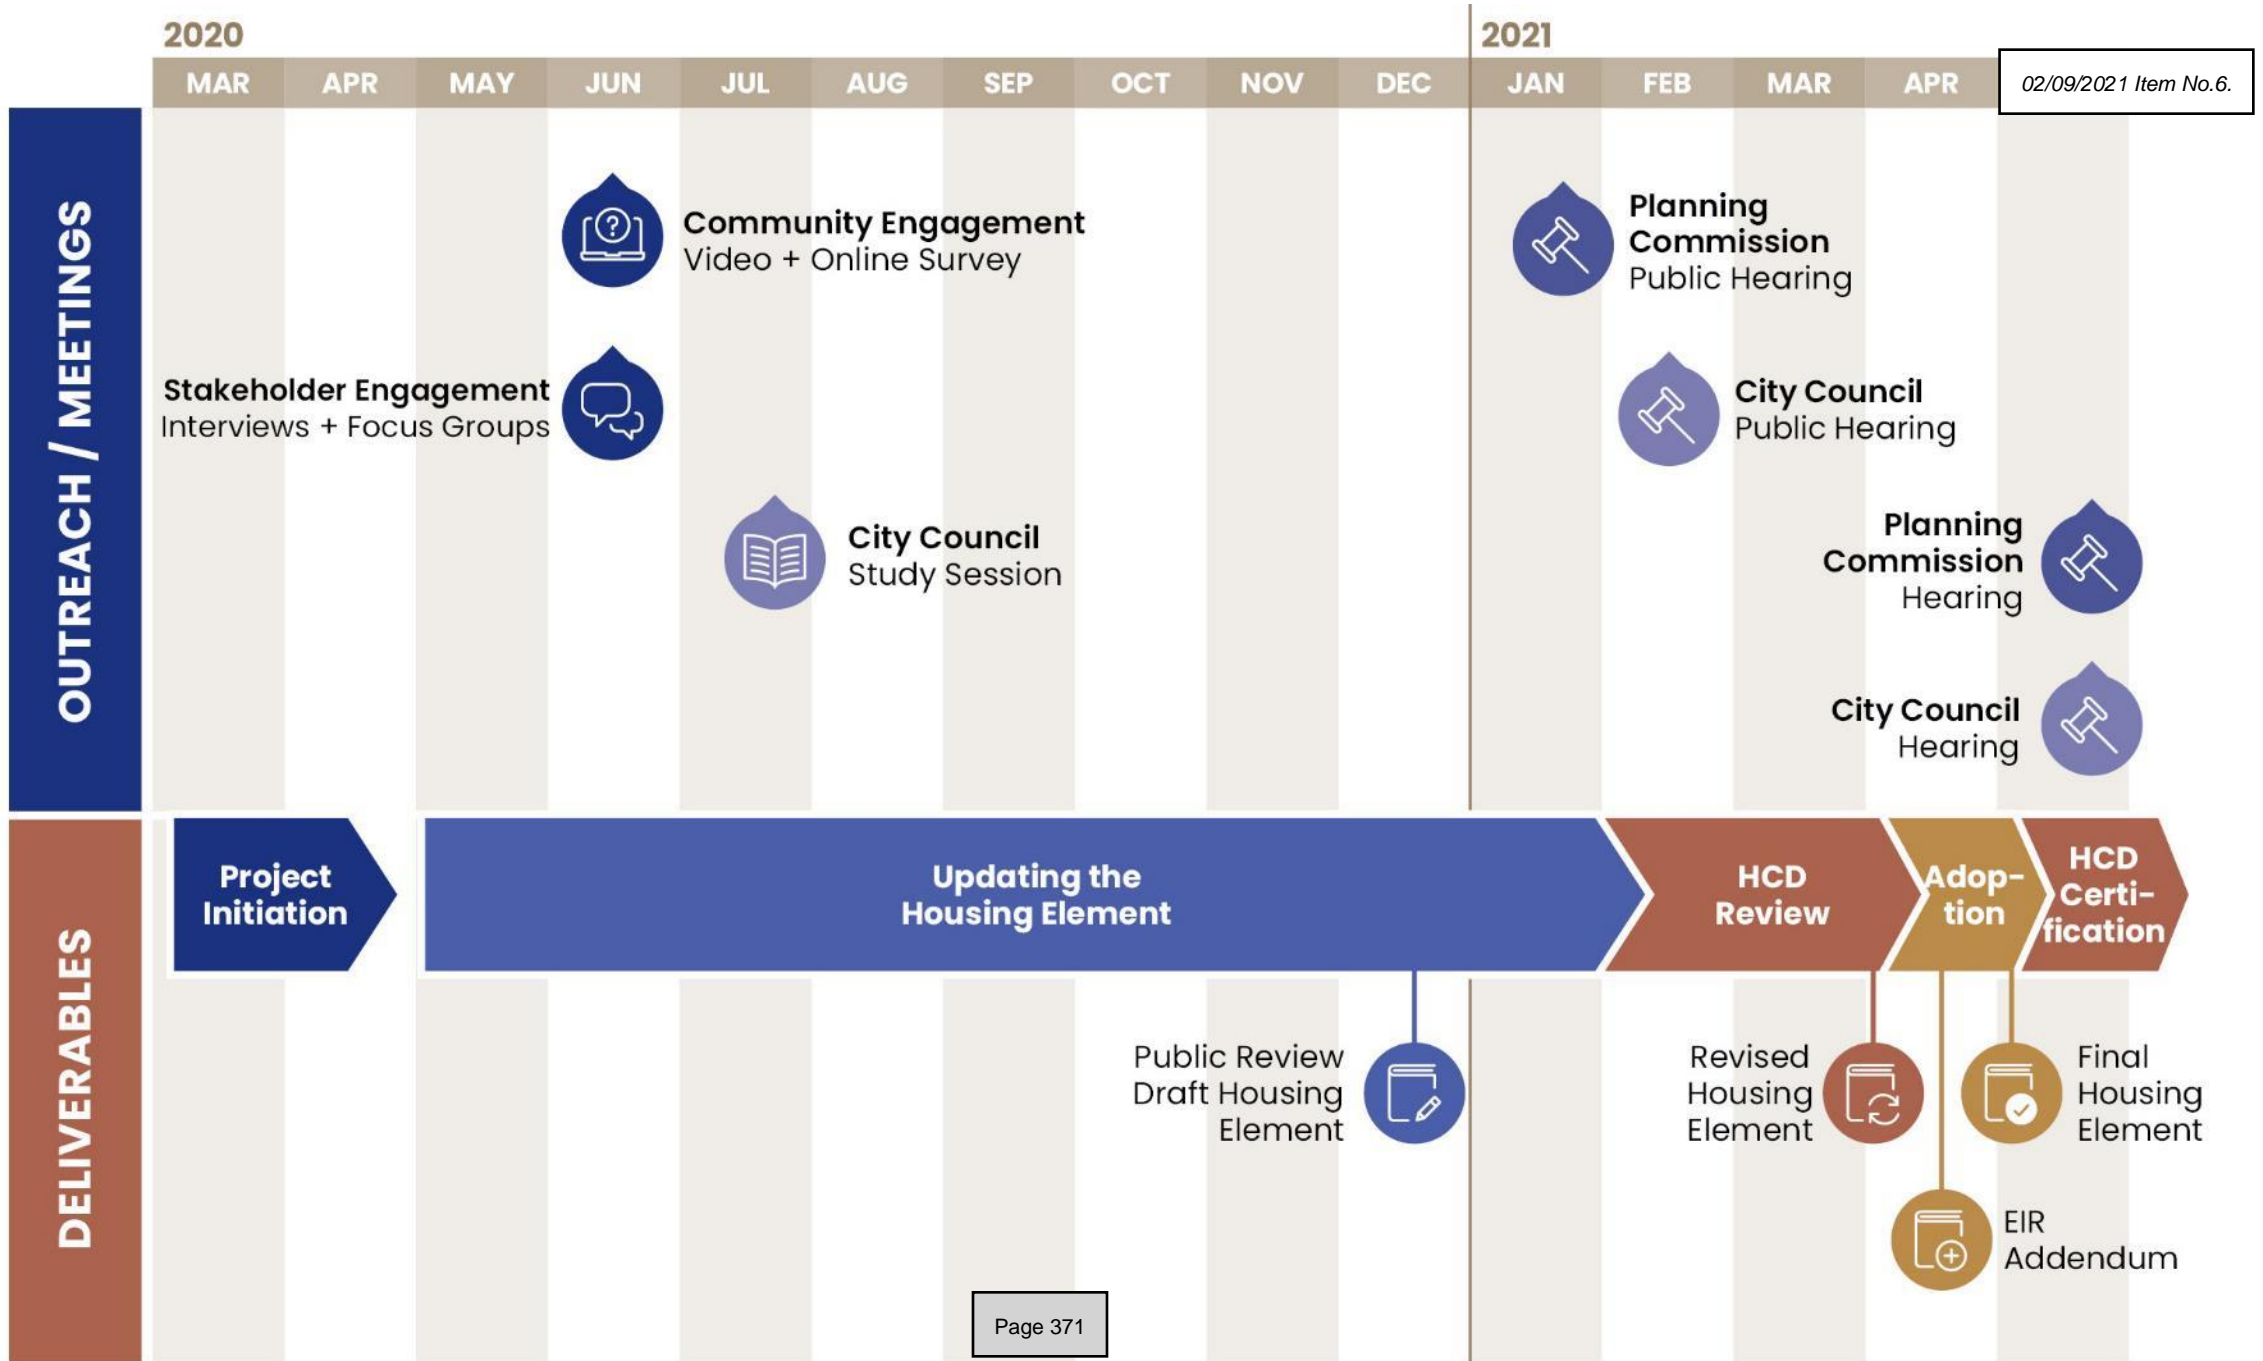 2020
2021
MAR APR MAY JUN JUL AUG SEP OCT NOV DEC JAN FEB MAR APR
02/09/2021 Item No.6.
OUTREACH / MEETINGS
Community Engagement
Video + Online Survey
Planning
Commission
Public Hearing
Stakeholder Engagement
Interviews + Focus Groups
City Council
Public Hearing
City Council
Study Session
Planning
Commission
Hearing
City Council
Hearing
DELIVERABLES
Project
Initiation
Updating the
Housing Element
HCD
Review
Adop-
tion
HCD
Certi-
fication
Public Review
Draft Housing
Element
Revised
Housing
Element
Final
Housing
Element
EIR
Addendum
Page 371